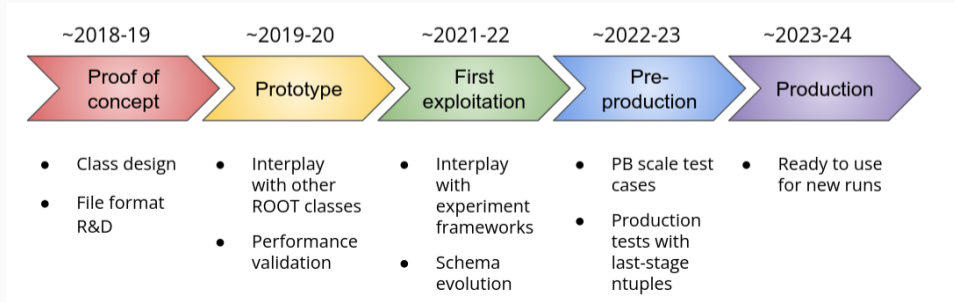 ~2018-19
~2019-20
~2021-22
~2022-23
~2023-24
Proof of
concept
Prototype
First
exploitation
Pre-
production
Production
● Class design
● File format
R&D
● Interplay
with other
ROOT classes
● Performance
validation
● Interplay
with
experiment
frameworks
● Schema
evolution
● PB scale test
cases
● Production
tests with
last-stage
ntuples
● Ready to use
for new runs